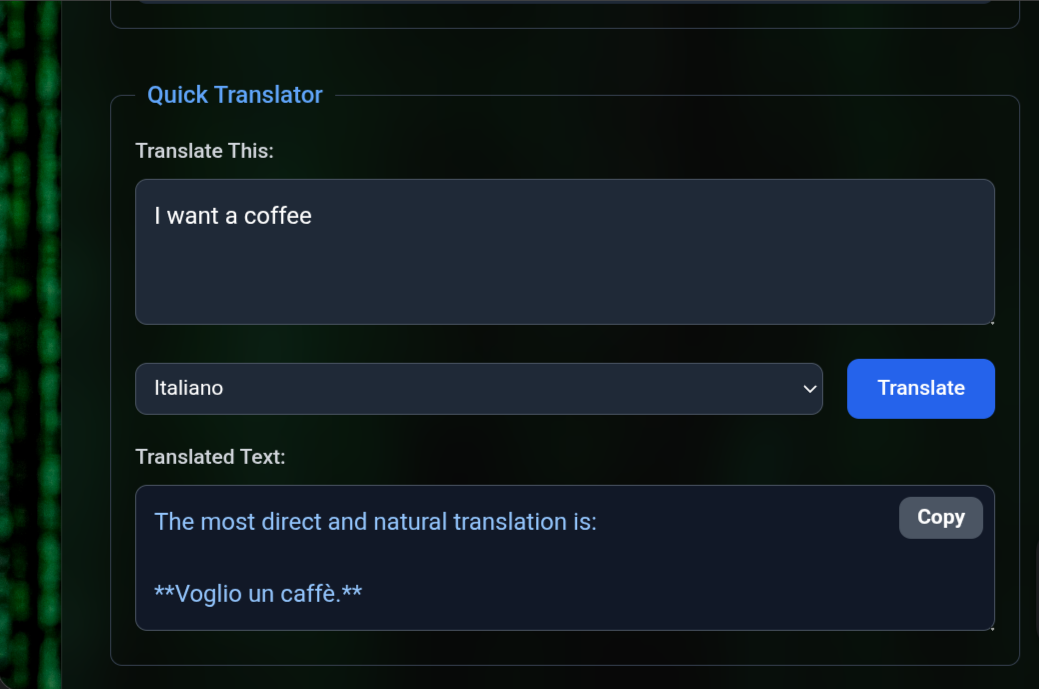 Quick Translator
Translate This:
I want a coffee
Italiano
Translate
Translated Text:
The most direct and natural translation is:
Copy
**Voglio un caffè.**